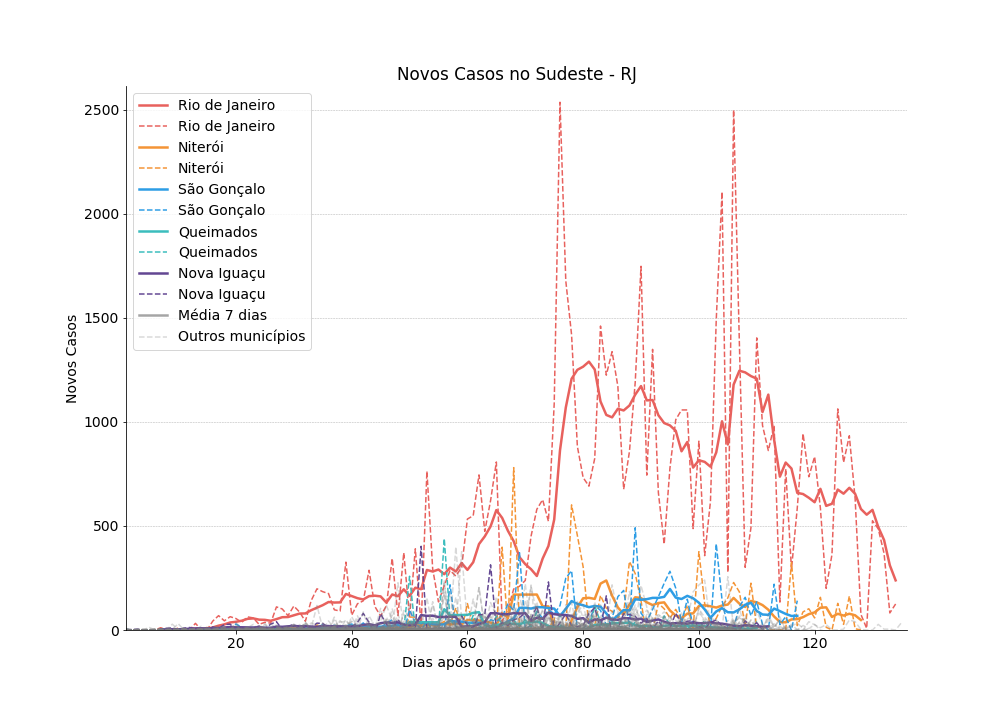 Novos Casos no Sudeste - RJ
Rio de Janeiro
Rio de Janeiro
Niterói
Niterói
São Gonçalo
São Gonçalo
Queimados
Queimados
Nova Iguaçu
Nova Iguaçu
Média 7 dias
Outros municípios
Novos Casos
2500
2000
1500
1000
500
0
20 40 60 80 100 120
Dias após o primeiro confirmado